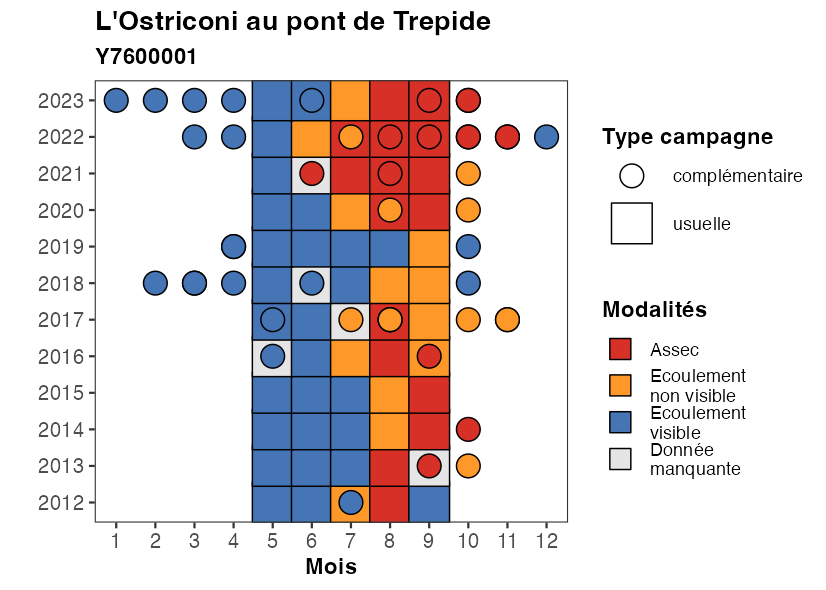 L'Ostriconi au pont de Trepide
Y7600001
2023
2022
2021
2020
2019
2018
2017
2016
2015
2014
2013
2012
1 2 3 4 5 6 7 8 9 10 11 12
Mois
Type campagne
complémentaire
usuelle
Modalités
Assec
Ecoulement
non visible
Ecoulement
visible
Donnée
manquante